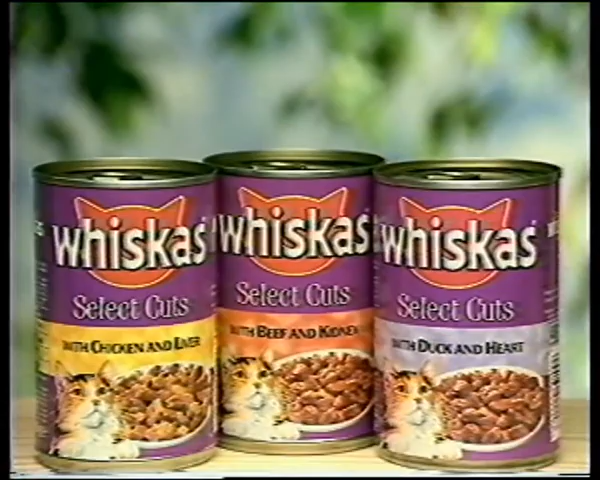 whiskas
Select Cuts
WITH CHICKEN AND LIVER
whiskas
Select Cuts
WITH BEEF AND KIDNEY
whiskas
Select Cuts
WITH DUCK AND HEART